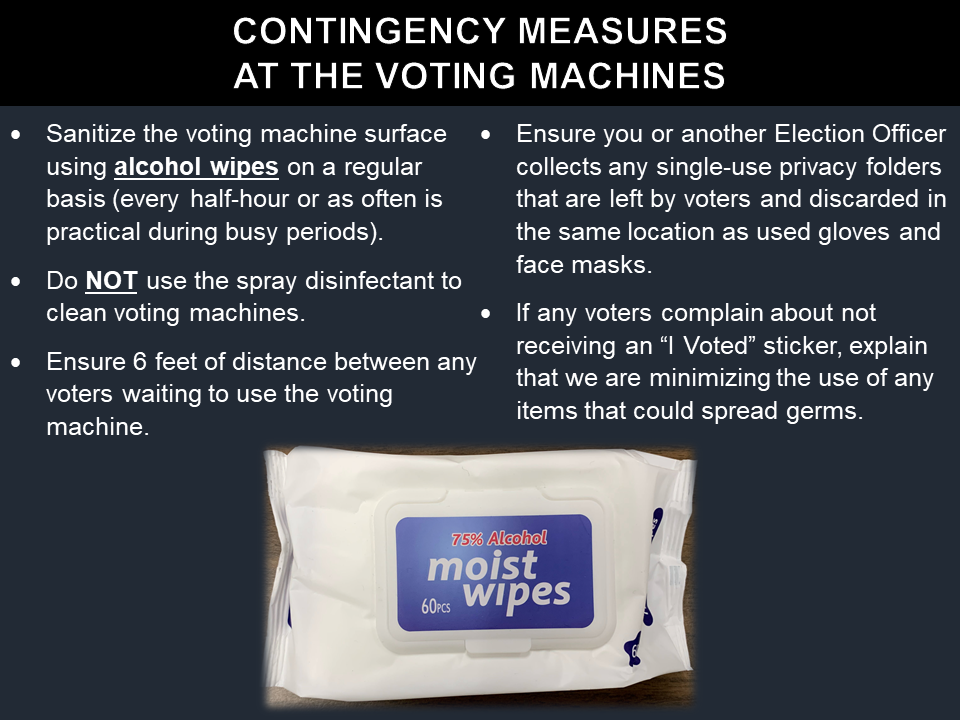 CONTINGENCY MEASURES
AT THE VOTING MACHINES
• Sanitize the voting machine surface
using alcohol wipes on a regular
basis (every half-hour or as often is
practical during busy periods).
• Do NOT use the spray disinfectant to
clean voting machines.
• Ensure 6 feet of distance between any
voters waiting to use the voting
machine.
• Ensure you or another Election Officer
collects any single-use privacy folders
that are left by voters and discarded in
the same location as used gloves and
face masks.
• If any voters complain about not
receiving an “I Voted” sticker, explain
that we are minimizing the use of any
items that could spread germs.
75% Alcohol
moist
wipes
60PCS